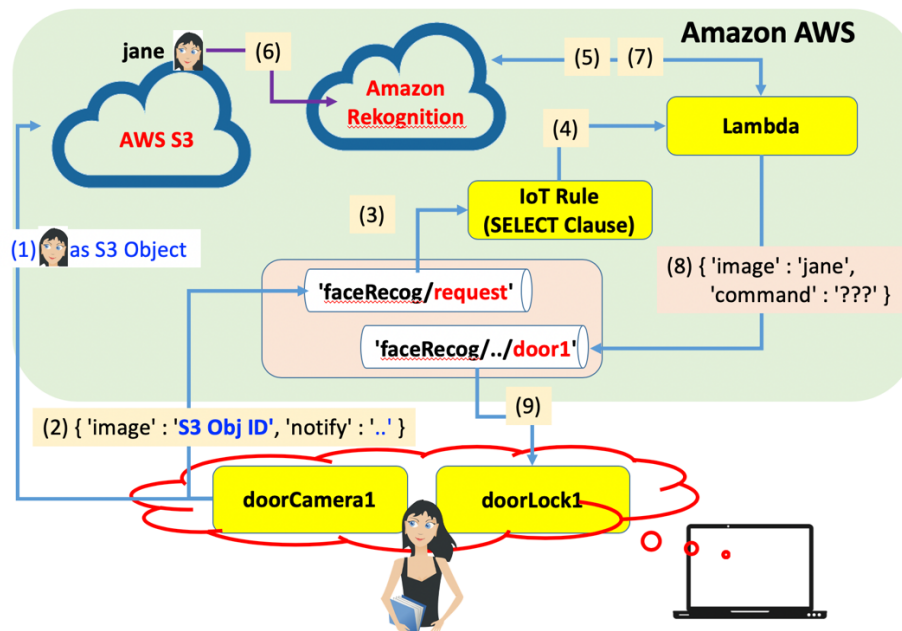 Amazon AWS
jane
(6)
(5)
(7)
Amazon
Rekognition
AWS S3
(4)
Lambda
IoT Rule
(SELECT Clause)
(3)
(1) as S3 Object
(8) { 'image' : 'jane',
'command' : '???' }
'faceRecog/request'
'faceRecog/../door1'
(9)
(2) { 'image' : 'S3 Obj ID', 'notify' : '..' }
doorCamera1
doorLock1